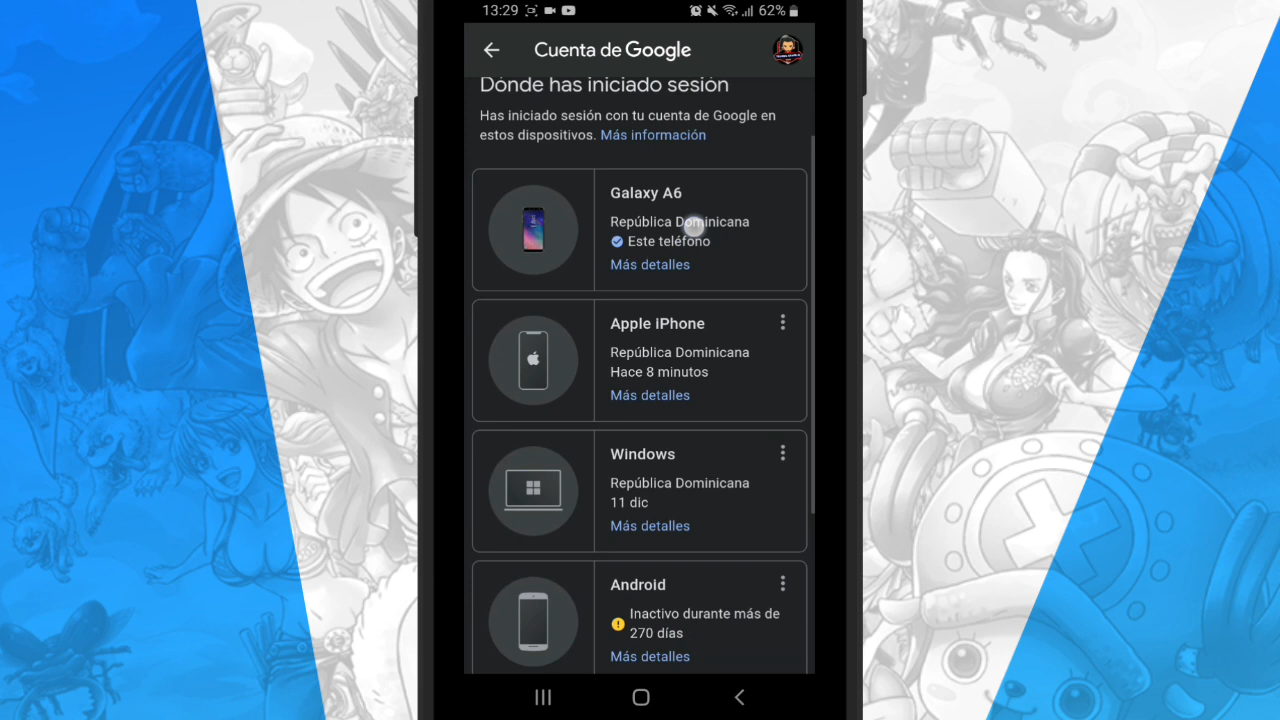 13:29
62%
Cuenta de Google
Dónde has iniciado sesión
Has iniciado sesión con tu cuenta de Google en
estos dispositivos. Más información
Galaxy A6
República Dominicana
Este teléfono
Más detalles
Apple iPhone
República Dominicana
Hace 8 minutos
Más detalles
Windows
República Dominicana
11 dic
Más detalles
Android
Inactivo durante más de
270 días
Más detalles